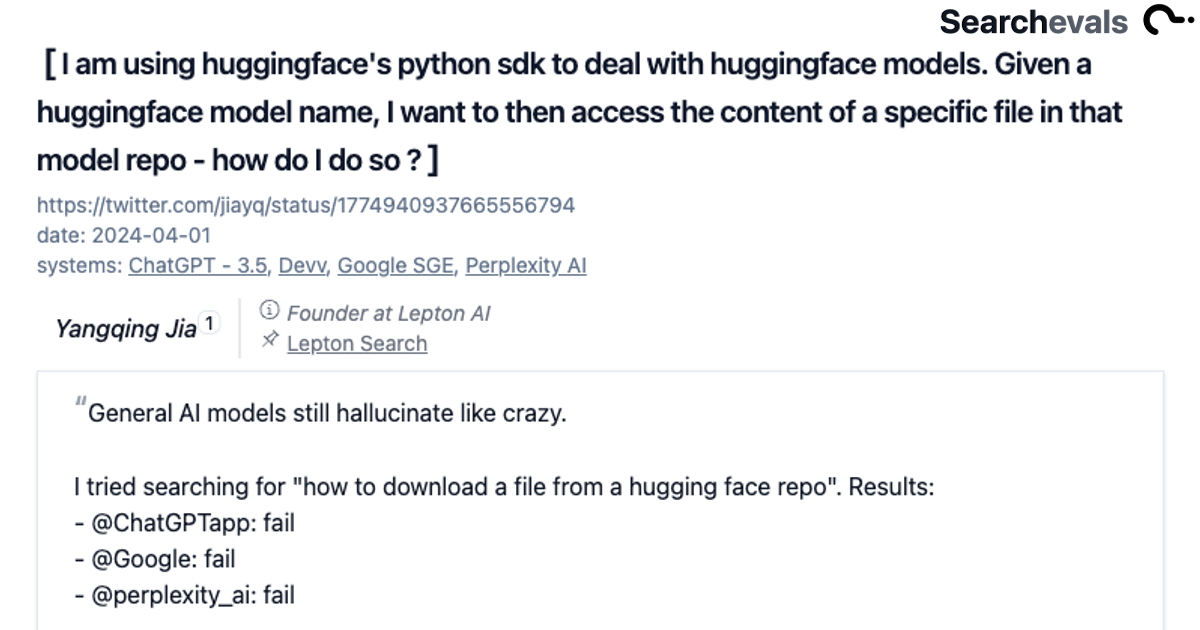 Searchevals
[ I am using huggingface's python sdk to deal with huggingface models. Given a
huggingface model name, I want to then access the content of a specific file in that
model repo - how do I do so ? ]
https://twitter.com/jiayq/status/1774940937665556794
date: 2024-04-01
systems: ChatGPT - 3.5, Devv, Google SGE, Perplexity AI
Yangqing Jia 1
Founder at Lepton AI
Lepton Search
"General AI models still hallucinate like crazy.
I tried searching for "how to download a file from a hugging face repo". Results:
- @ChatGPTapp: fail
- @Google: fail
- @perplexity_ai: fail